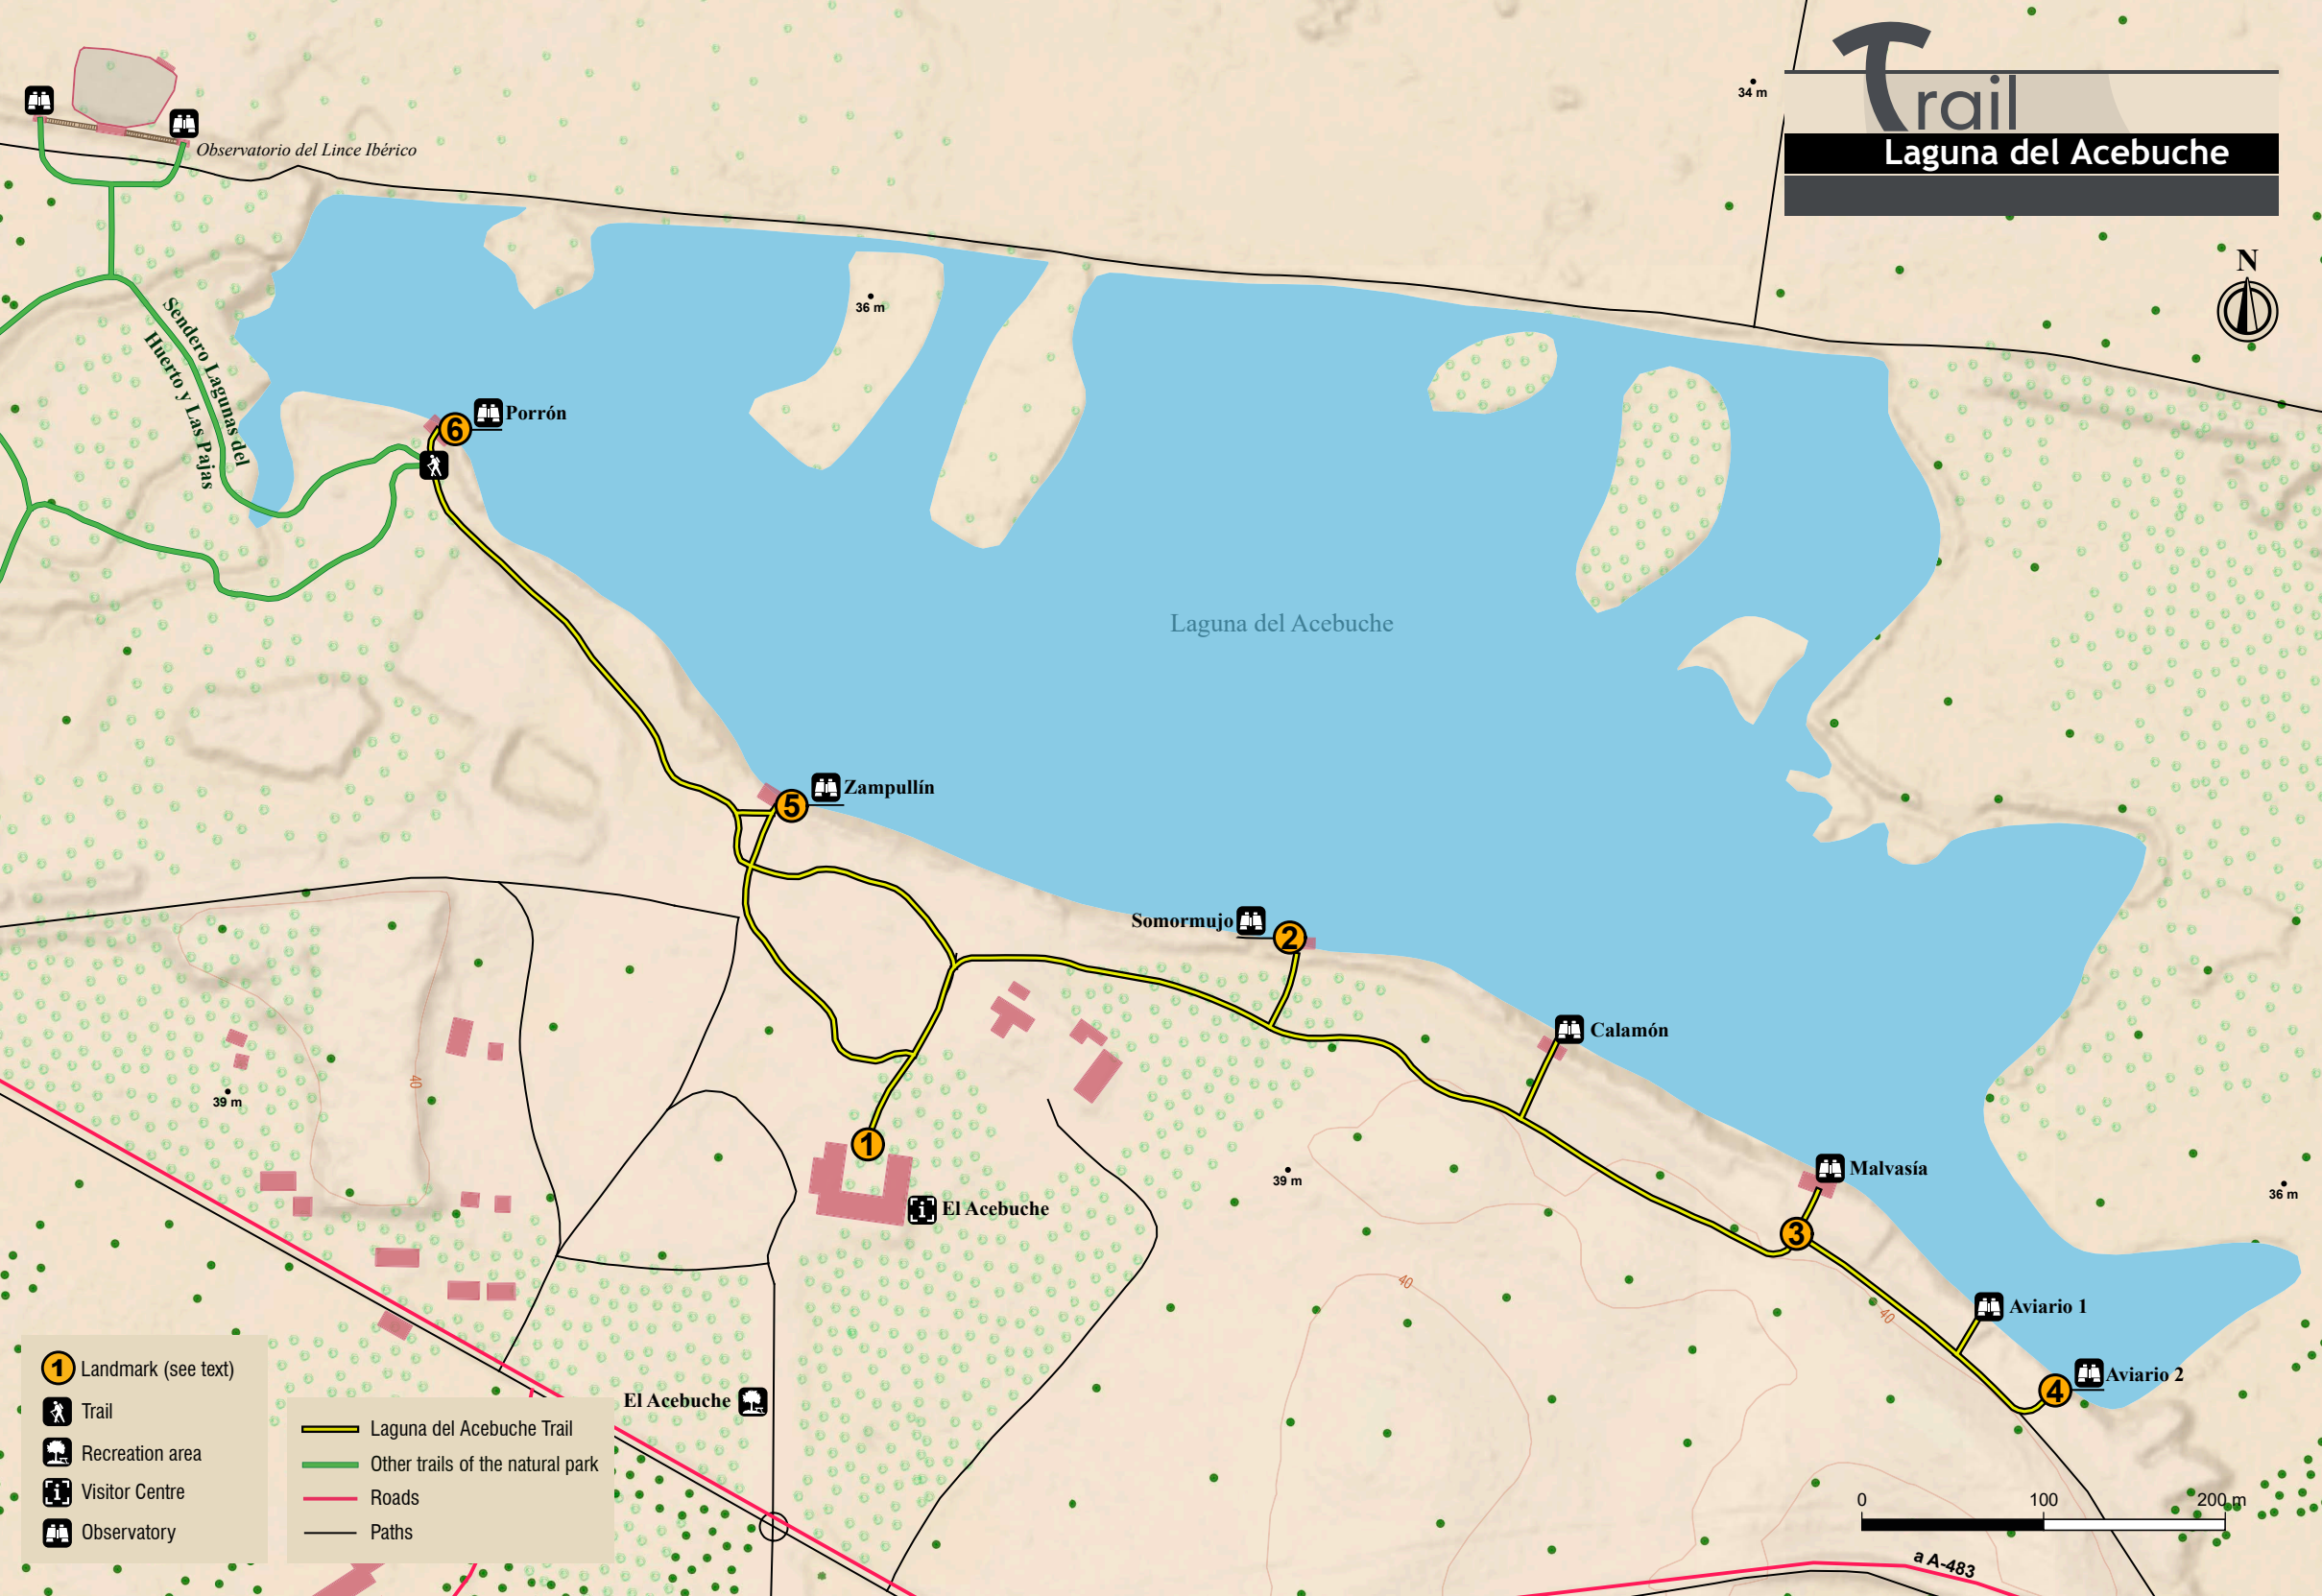 Trail
Laguna del Acebuche
34 m
Observatorio del Lince Ibérico
N
36 m
Sendero Lagunas del
Huerto y Las Pajas
6
Porrón
Laguna del Acebuche
5
Zampullín
Somormujo
2
Calamón
40
39 m
1
39 m
Malvasía
36 m
El Acebuche
3
40
40
Aviario 1
Aviario 2
4
El Acebuche
1 Landmark (see text)
Trail
Recreation area
Visitor Centre
Observatory
Laguna del Acebuche Trail
Other trails of the natural park
Roads
Paths
0 100 200 m
a A-483